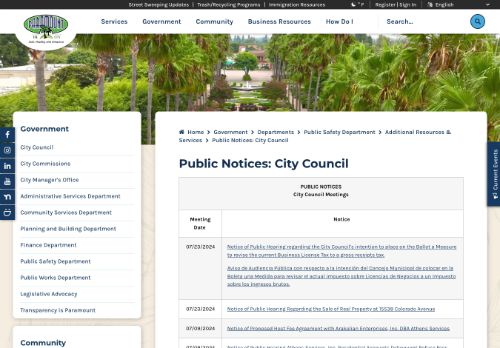 Street Sweeping Updates | Trash/Recycling Programs | Immigration Resources
°F
Register | Sign In
English
PARAMOUNT
Services Government Community Business Resources How Do I
Search...
Government
City Council
City Commissions
City Manager's Office
Administrative Services Department
Community Services Department
Planning and Building Department
Finance Department
Public Safety Department
Public Works Department
Legislative Advocacy
Transparency Is Paramount
Community
Home > Government > Departments > Public Safety Department > Additional Resources &
Services > Public Notices: City Council
Public Notices: City Council
PUBLIC NOTICES
City Council Meetings
Meeting
Date
Notice
07/23/2024
Notice of Public Hearing regarding the City Council's intention to place on the Ballot a Measure
to revise the current Business License Tax to a gross receipts tax.
Aviso de Audiencia Pública con respecto a la intención del Concejo Municipal de colocar en la
Boleta una Medida para revisar el actual impuesto sobre Licencias de Negocios a un impuesto
sobre los ingresos brutos.
07/23/2024
Notice of Public Hearing Regarding the Sale of Real Property at 15538 Colorado Avenue
07/09/2024
Notice of Proposed Host Fee Agreement with Arakelian Enterprises, Inc. DBA Athens Services
Current Events